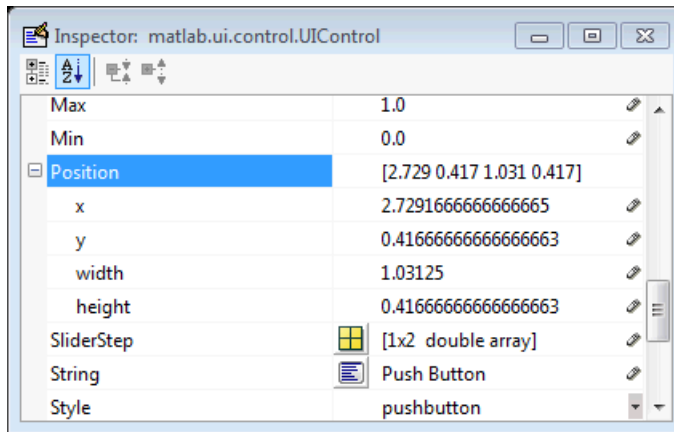 Inspector: matlab.ui.control.UIControl
Max 1.0
Min 0.0
Position [2.729 0.417 1.031 0.417]
x 2.7291666666666665
y 0.41666666666666663
width 1.03125
height 0.41666666666666663
SliderStep [1x2 double array]
String Push Button
Style pushbutton